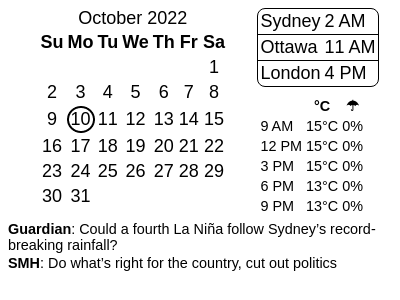 October 2022
Su Mo Tu We Th Fr Sa
1
2 3 4 5 6 7 8
9 10 11 12 13 14 15
16 17 18 19 20 21 22
23 24 25 26 27 28 29
30 31
Sydney 2 AM
Ottawa 11 AM
London 4 PM
°C ☂
9 AM 15°C 0%
12 PM 15°C 0%
3 PM 15°C 0%
6 PM 13°C 0%
9 PM 13°C 0%
Guardian: Could a fourth La Niña follow Sydney’s record-
breaking rainfall?
SMH: Do what’s right for the country, cut out politics